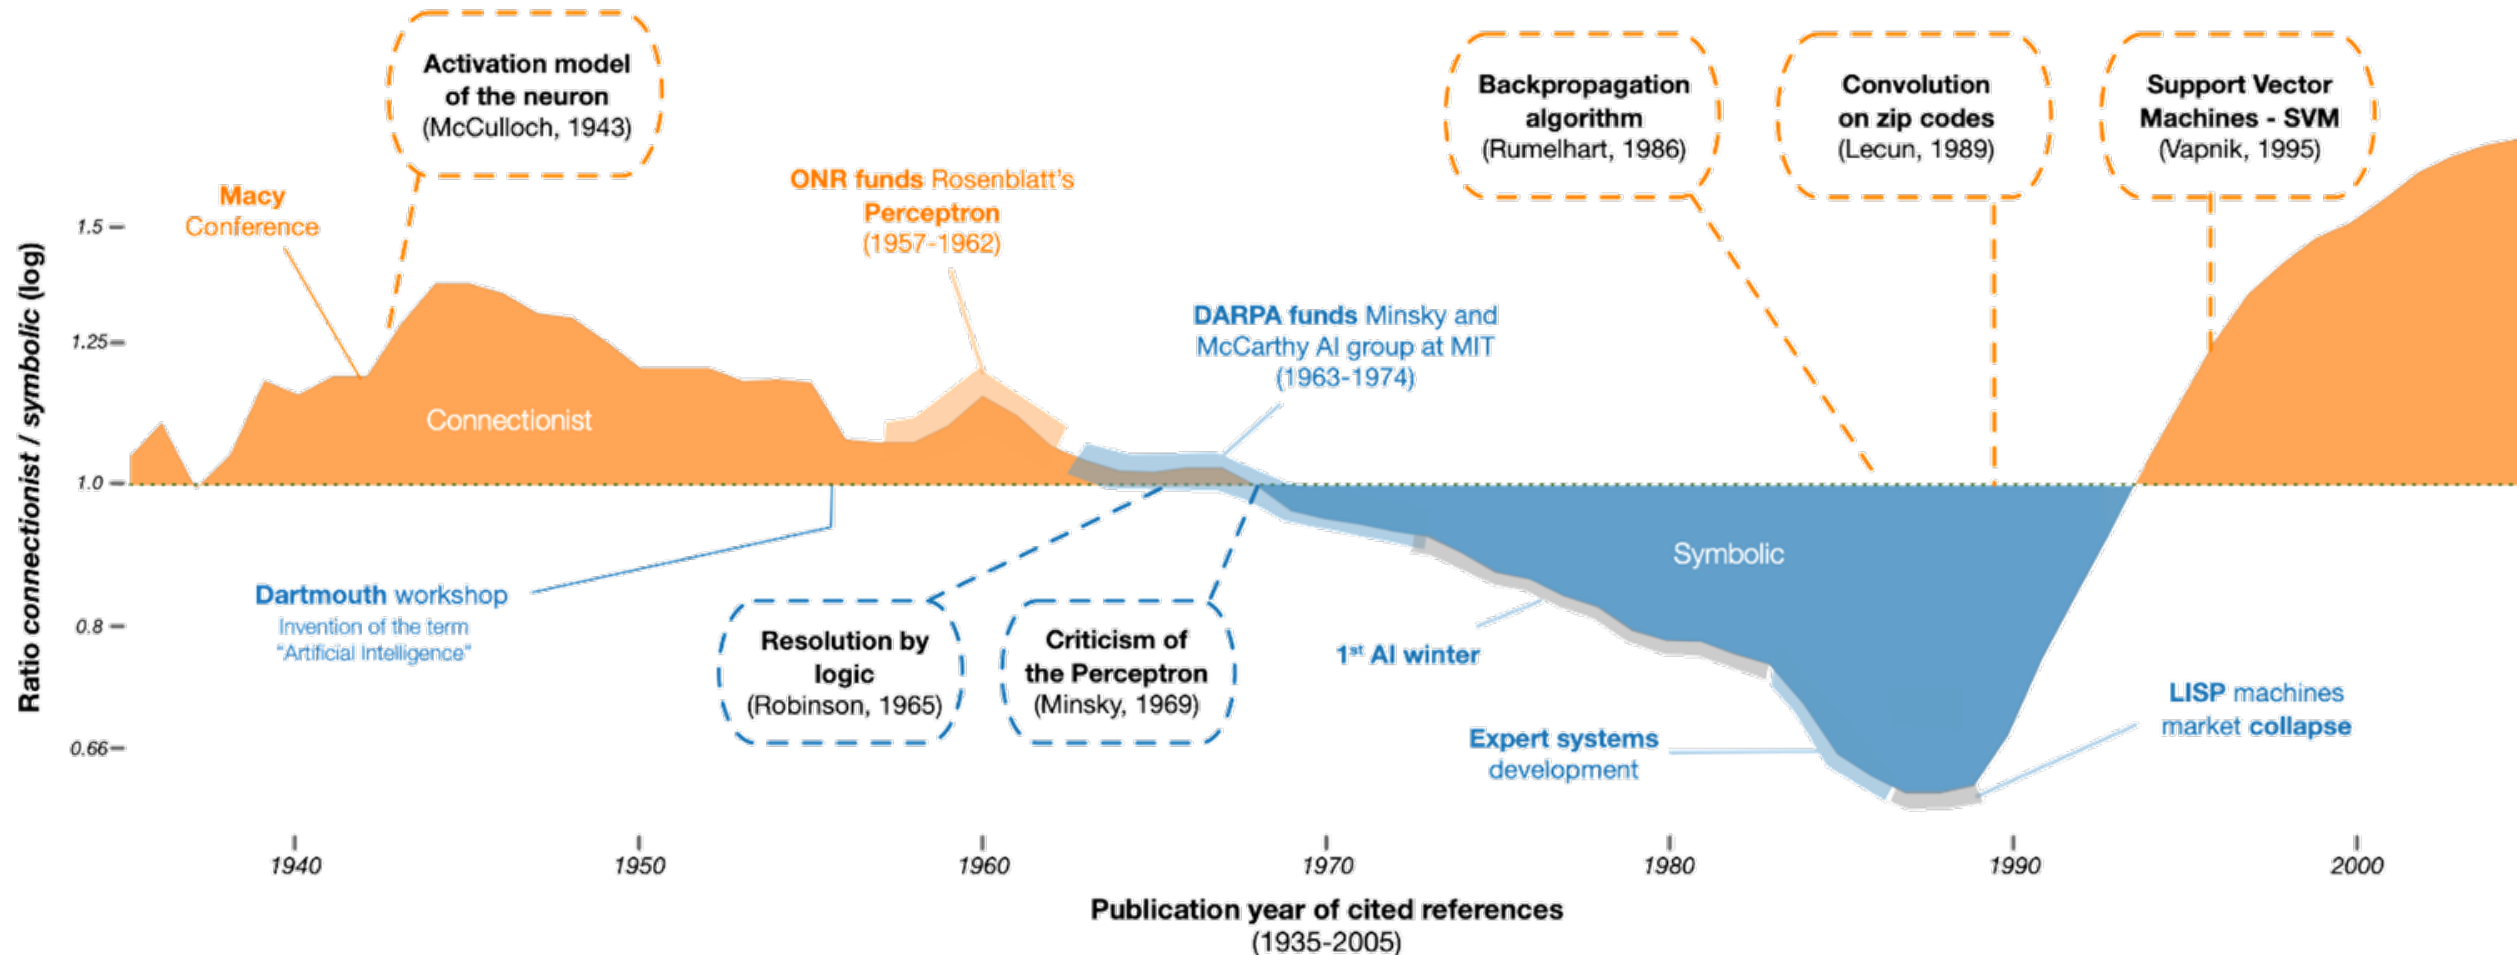 Activation model
of the neuron
(McCulloch, 1943)
Macy
Conference
ONR funds Rosenblatt's
Perceptron
(1957-1962)
Backpropagation
algorithm
(Rumelhart, 1986)
Convolution
on zip codes
(Lecun, 1989)
Support Vector
Machines - SVM
(Vapnik, 1995)
DARPA funds Minsky and
McCarthy AI group at MIT
(1963-1974)
Ratio connectionist / symbolic (log)
1.5
1.25
1.0
0.8
0.66
Connectionist
Symbolic
Dartmouth workshop
Invention of the term
"Artificial Intelligence"
Resolution by
logic
(Robinson, 1965)
Criticism of
the Perceptron
(Minsky, 1969)
1st AI winter
Expert systems
development
LISP machines
market collapse
1940
1950
1960
1970
1980
1990
2000
Publication year of cited references
(1935-2005)